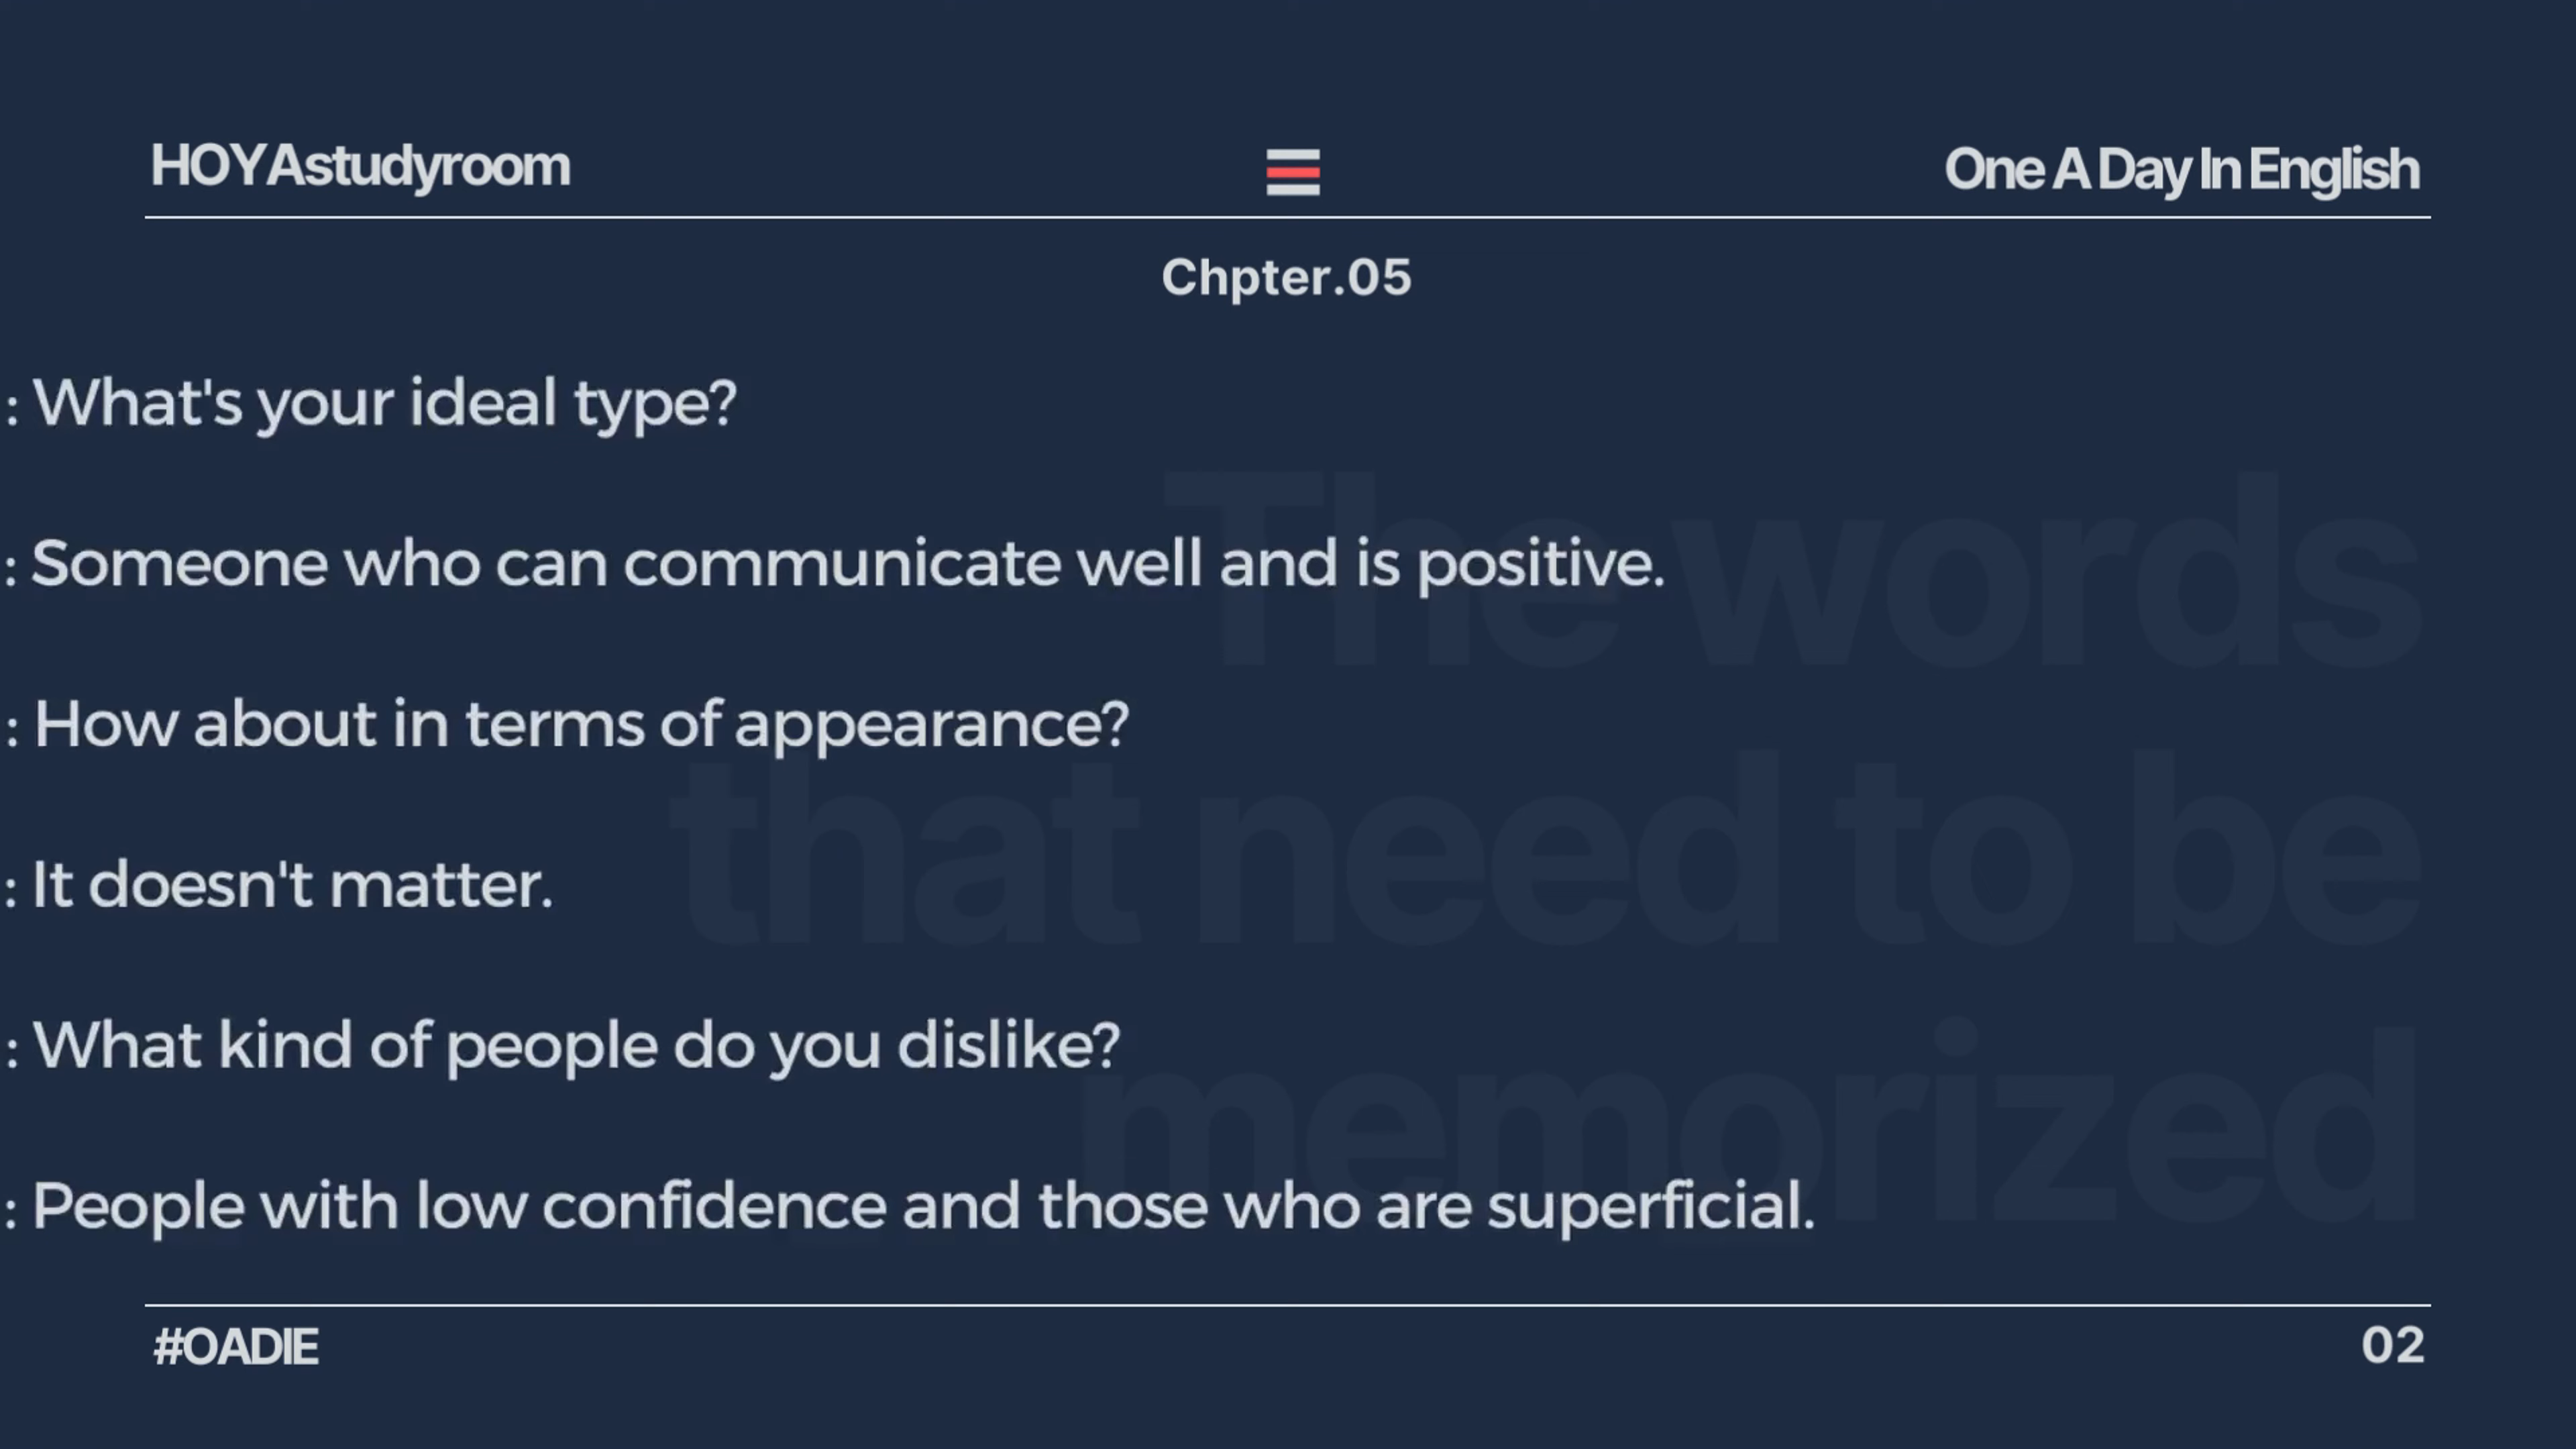 HOYAstudyroom
One A Day In English
Chpter.05
: What's your ideal type?
: Someone who can communicate well and is positive.
: How about in terms of appearance?
: It doesn't matter.
: What kind of people do you dislike?
: People with low confidence and those who are superficial.
The words
that need to be
memorized
#OADIE
02